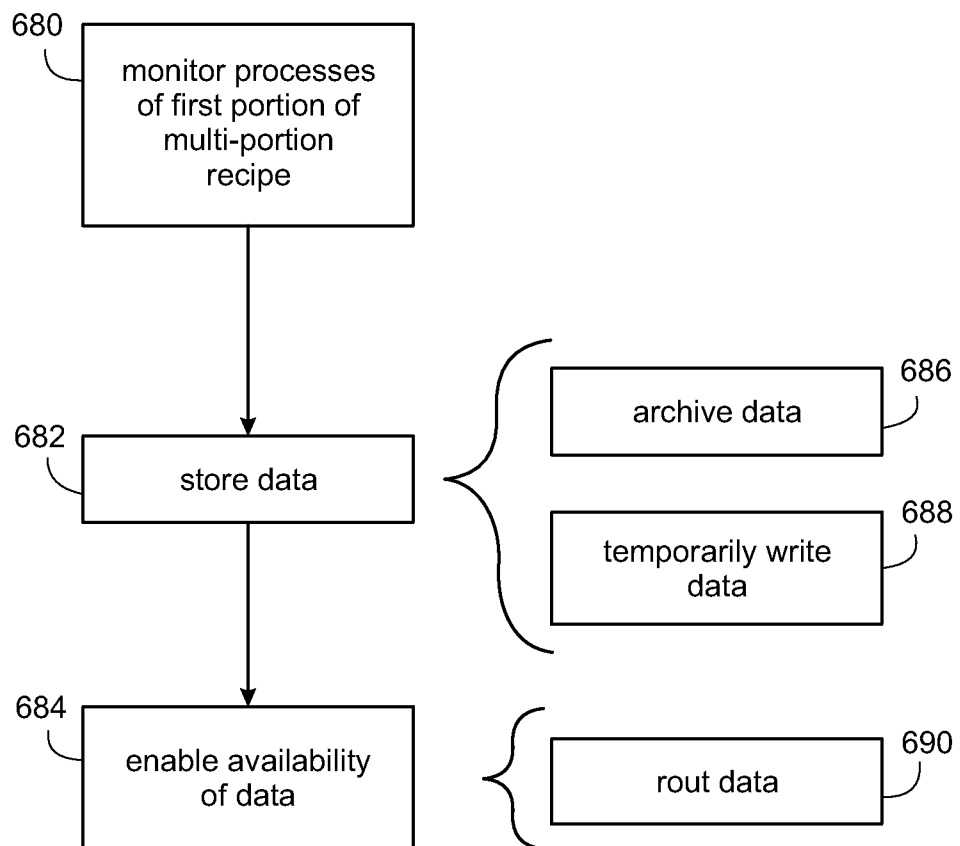 680
monitor processes
of first portion of
multi-portion
recipe
682
store data
686
archive data
688
temporarily write
data
684
enable availability
of data
690
rout data